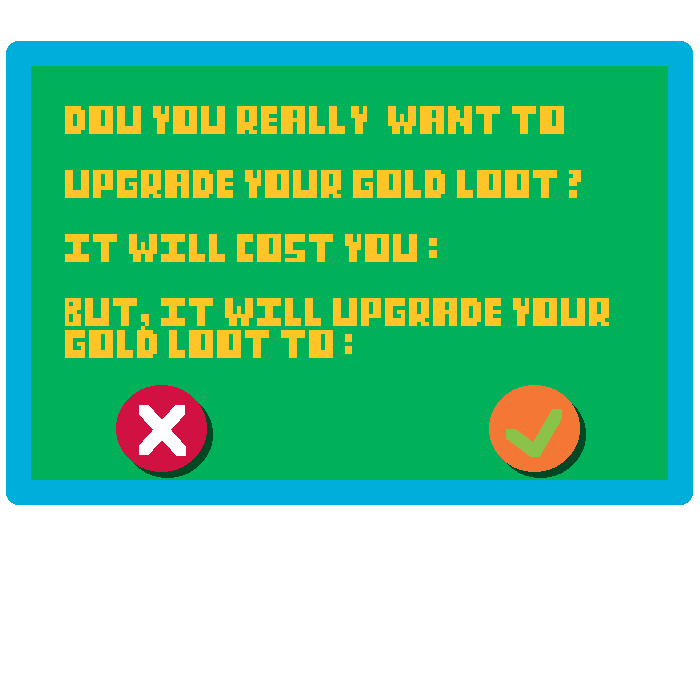 DOU YOU REALLY WANT TO
UPGRADE YOUR GOLD LOOT ?
IT WILL COST YOU :
BUT, IT WILL UPGRADE YOUR
GOLD LOOT TO :